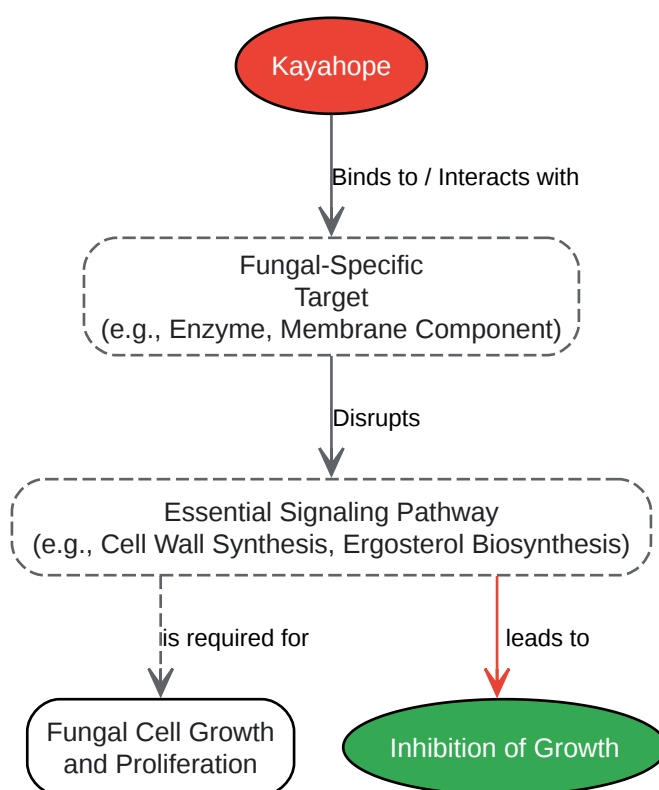 Kayahope
Binds to / Interacts with
Fungal-Specific
Target
(e.g., Enzyme, Membrane Component)
Disrupts
Essential Signaling Pathway
(e.g., Cell Wall Synthesis, Ergosterol Biosynthesis)
is required for
leads to
Fungal Cell Growth
and Proliferation
Inhibition of Growth